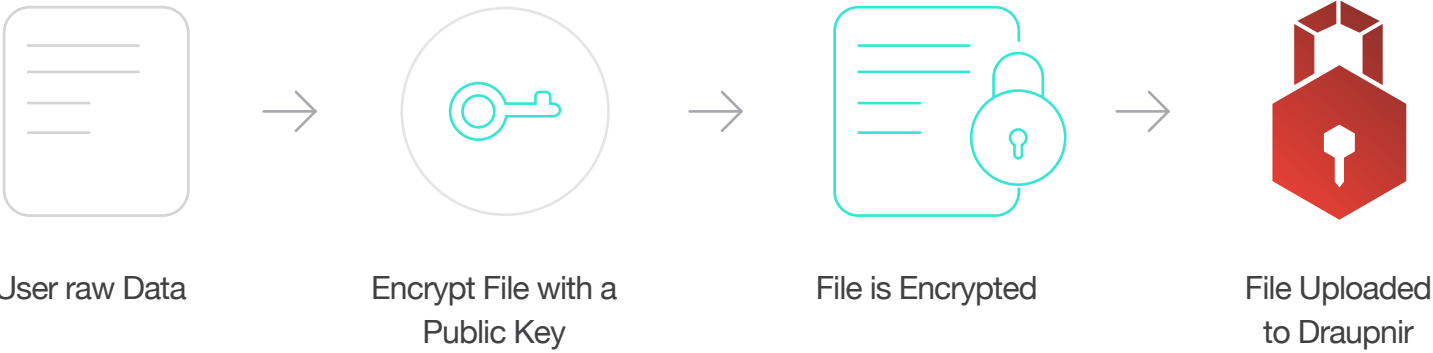 User raw Data
Encrypt File with a
Public Key
File is Encrypted
File Uploaded
to Draupnir